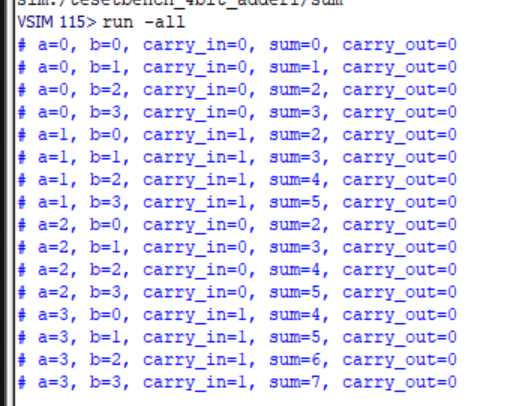 sim:/tesetbench_4bit_adder1/sum
VSIM 115> run -all
# a=0, b=0, carry_in=0, sum=0, carry_out=0
# a=0, b=1, carry_in=0, sum=1, carry_out=0
# a=0, b=2, carry_in=0, sum=2, carry_out=0
# a=0, b=3, carry_in=0, sum=3, carry_out=0
# a=1, b=0, carry_in=1, sum=2, carry_out=0
# a=1, b=1, carry_in=1, sum=3, carry_out=0
# a=1, b=2, carry_in=1, sum=4, carry_out=0
# a=1, b=3, carry_in=1, sum=5, carry_out=0
# a=2, b=0, carry_in=0, sum=2, carry_out=0
# a=2, b=1, carry_in=0, sum=3, carry_out=0
# a=2, b=2, carry_in=0, sum=4, carry_out=0
# a=2, b=3, carry_in=0, sum=5, carry_out=0
# a=3, b=0, carry_in=1, sum=4, carry_out=0
# a=3, b=1, carry_in=1, sum=5, carry_out=0
# a=3, b=2, carry_in=1, sum=6, carry_out=0
# a=3, b=3, carry_in=1, sum=7, carry_out=0